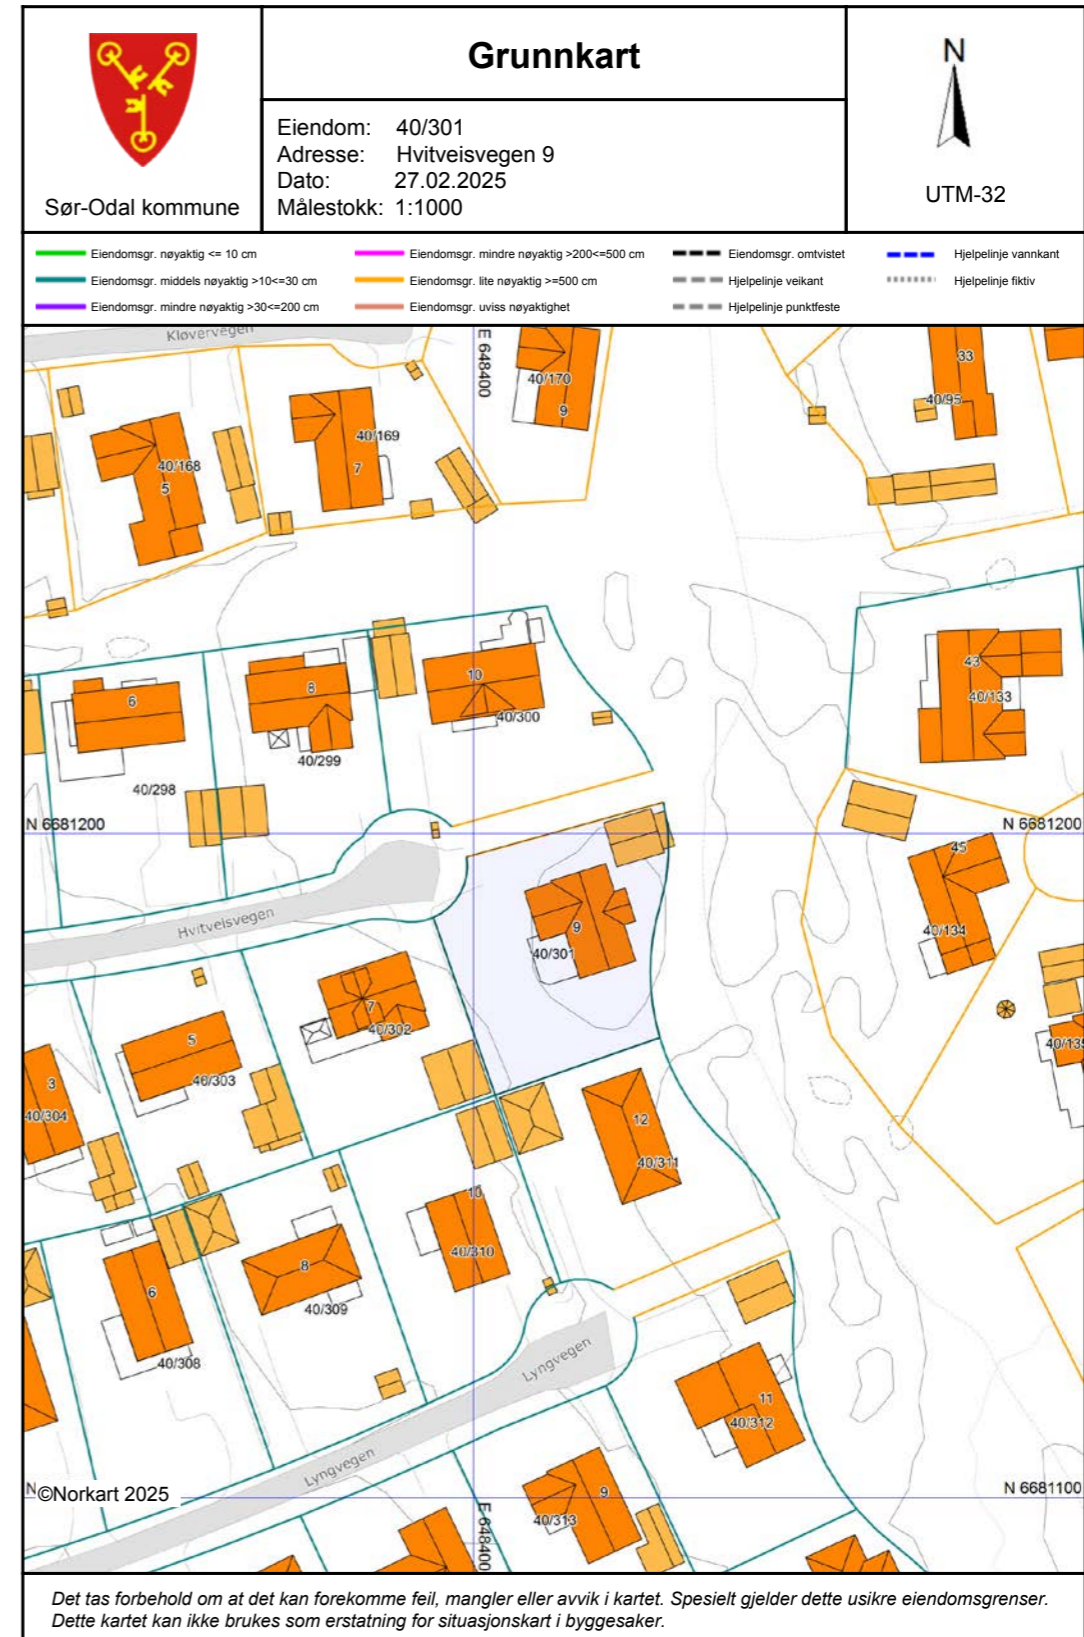 Sør-Odal kommune
Grunnkart
Eiendom: 40/301
Adresse: Hvitveisvegen 9
Dato: 27.02.2025
Målestokk: 1:1000
N
UTM-32
Eiendomsgr. nøyaktig <= 10 cm
Eiendomsgr. middels nøyaktig >10<=30 cm
Eiendomsgr. mindre nøyaktig >30<=200 cm
Eiendomsgr. mindre nøyaktig >200<=500 cm
Eiendomsgr. lite nøyaktig >=500 cm
Eiendomsgr. uviss nøyaktighet
Eiendomsgr. omtvistet
Hjelpelinje veikant
Hjelpelinje punktfeste
Hjelpelinje vannkant
Hjelpelinje fiktiv
Kløvervegen
E 648400
40/170
9
33
40/95
40/168
5
40/169
7
6
40/298
8
40/299
10
40/300
43
40/133
N 6681200
N 6681200
45
40/134
40/135
Hvitveisvegen
9
40/301
7
40/302
5
40/303
3
40/304
12
40/311
10
40/310
8
40/309
6
40/308
Lyngvegen
11
40/312
Lyngvegen
9
40/313
E 648400
N
©Norkart 2025
N 6681100
Det tas forbehold om at det kan forekomme feil, mangler eller avvik i kartet. Spesielt gjelder dette usikre eiendomsgrenser.
Dette kartet kan ikke brukes som erstatning for situasjonskart i byggesaker.